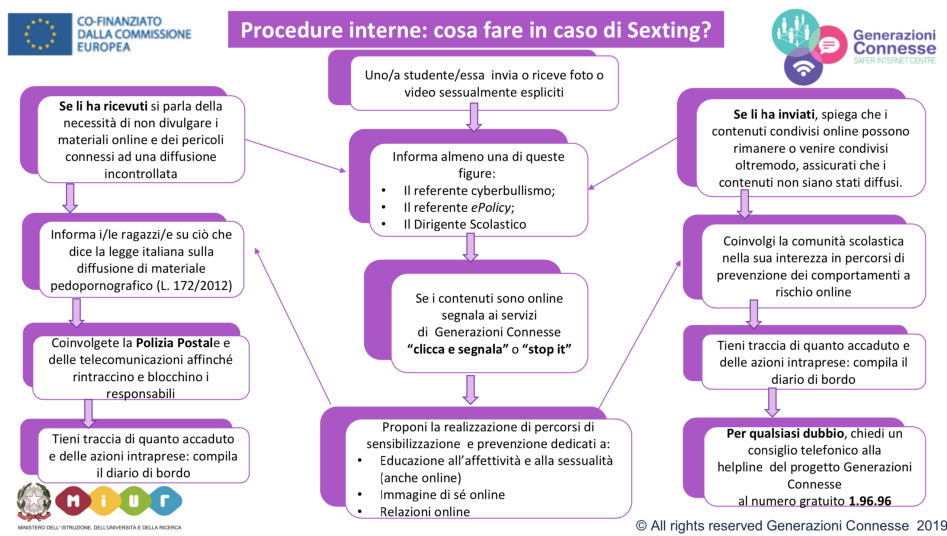 CO-FINANZIATO
DALLA COMMISSIONE
EUROPEA
Procedure interne: cosa fare in caso di Sexting?
Generazioni
Connesse
SAFER INTERNET CENTRE
Uno/a studente/essa invia o riceve foto o
video sessualmente espliciti
Se li ha ricevuti si parla della
necessità di non divulgare i
materiali online e dei pericoli
connessi ad una diffusione
incontrollata
Informa i/le ragazzi/e su ciò che
dice la legge italiana sulla
diffusione di materiale
pedopornografico (L. 172/2012)
Coinvolgete la Polizia Postale e
delle telecomunicazioni affinché
rintraccino e blocchino i
responsabili
Tieni traccia di quanto accaduto
e delle azioni intraprese: compila
il diario di bordo
Informa almeno una di queste
figure:
• Il referente cyberbullismo;
• Il referente ePolicy;
• Il Dirigente Scolastico
Se i contenuti sono online
segnala ai servizi
di Generazioni Connesse
“clicca e segnala” o “stop it”
Proponi la realizzazione di percorsi di
sensibilizzazione e prevenzione dedicati a:
• Educazione all’affettività e alla sessualità
(anche online)
• Immagine di sé online
• Relazioni online
Se li ha inviati, spiega che i
contenuti condivisi online possono
rimanere o venire condivisi
oltremodo, assicurati che i
contenuti non siano stati diffusi.
Coinvolgi la comunità scolastica
nella sua interezza in percorsi di
prevenzione dei comportamenti a
rischio online
Tieni traccia di quanto accaduto e
delle azioni intraprese: compila il
diario di bordo
Per qualsiasi dubbio, chiedi un
consiglio telefonico alla
helpline del progetto Generazioni
Connesse
al numero gratuito 1.96.96
miur
MINISTERO DELL’ ISTRUZIONE, DELL’UNIVERSITÀ E DELLA RICERCA
© All rights reserved Generazioni Connesse 2019